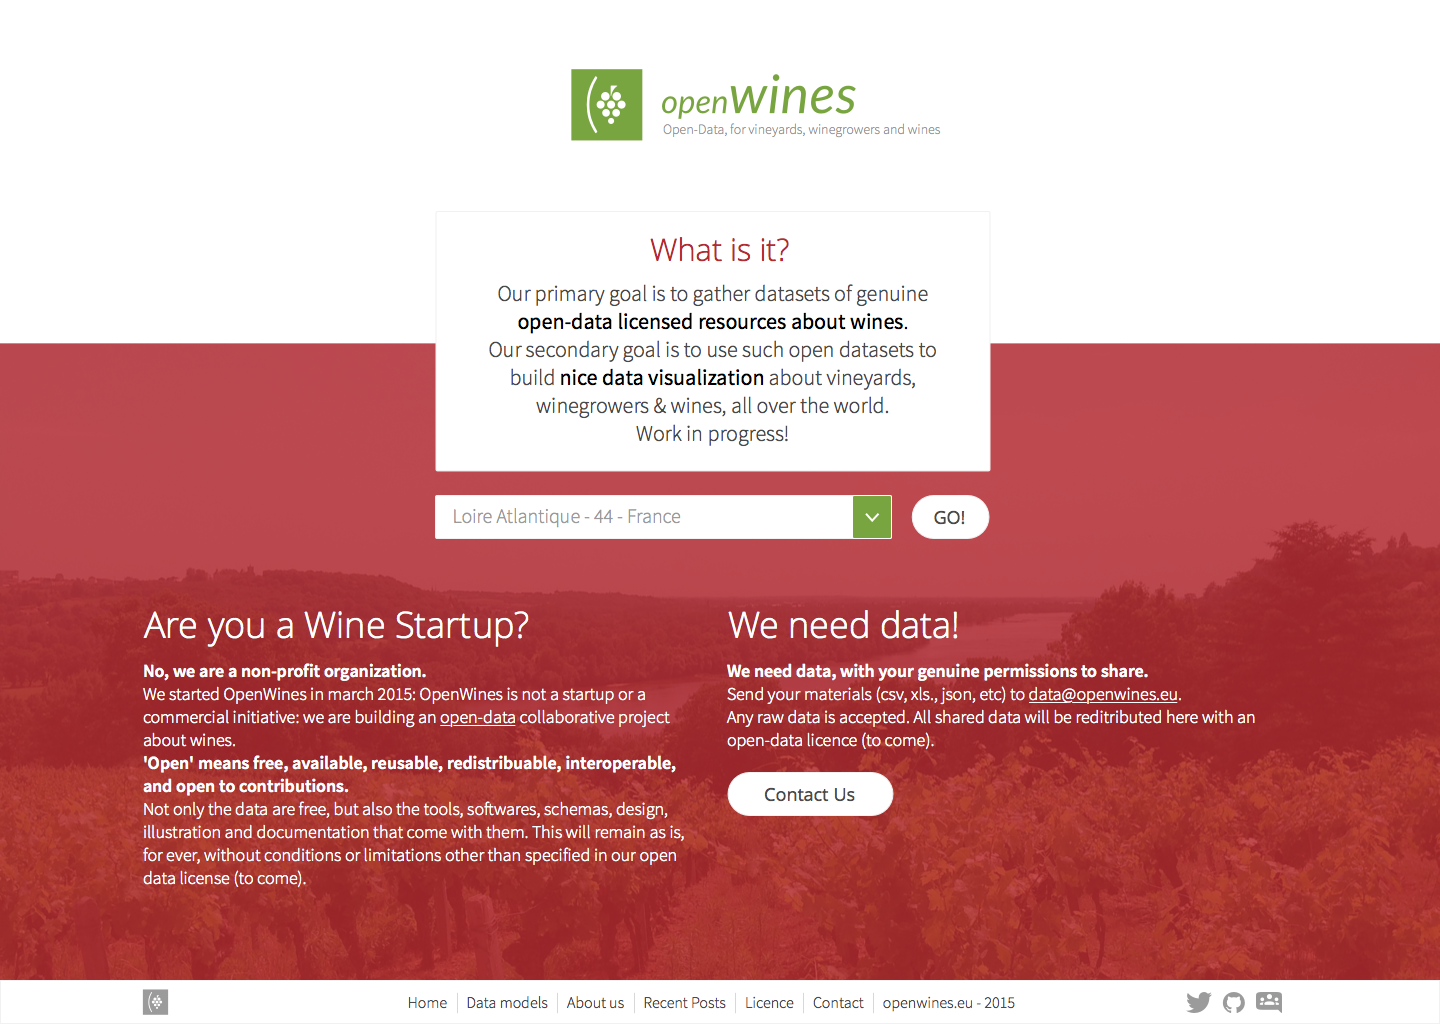 openwines
Open-Data, for vineyards, winegrowers and wines
What is it?
Our primary goal is to gather datasets of genuine
open-data licensed resources about wines.
Our secondary goal is to use such open datasets to
build nice data visualization about vineyards,
winegrowers & wines, all over the world.
Work in progress!
Loire Atlantique - 44 - France
GO!
Are you a Wine Startup?
No, we are a non-profit organization.
We started OpenWines in march 2015: OpenWines is not a startup or a
commercial initiative: we are building an open-data collaborative project
about wines.
'Open' means free, available, reusable, redistribuable, interoperable,
and open to contributions.
Not only the data are free, but also the tools, softwares, schemas, design,
illustration and documentation that come with them. This will remain as is,
for ever, without conditions or limitations other than specified in our open
data license (to come).
We need data!
We need data, with your genuine permissions to share.
Send your materials (csv, xls., json, etc) to data@openwines.eu.
Any raw data is accepted. All shared data will be reditributed here with an
open-data licence (to come).
Contact Us
Home Data models About us Recent Posts Licence Contact openwines.eu - 2015